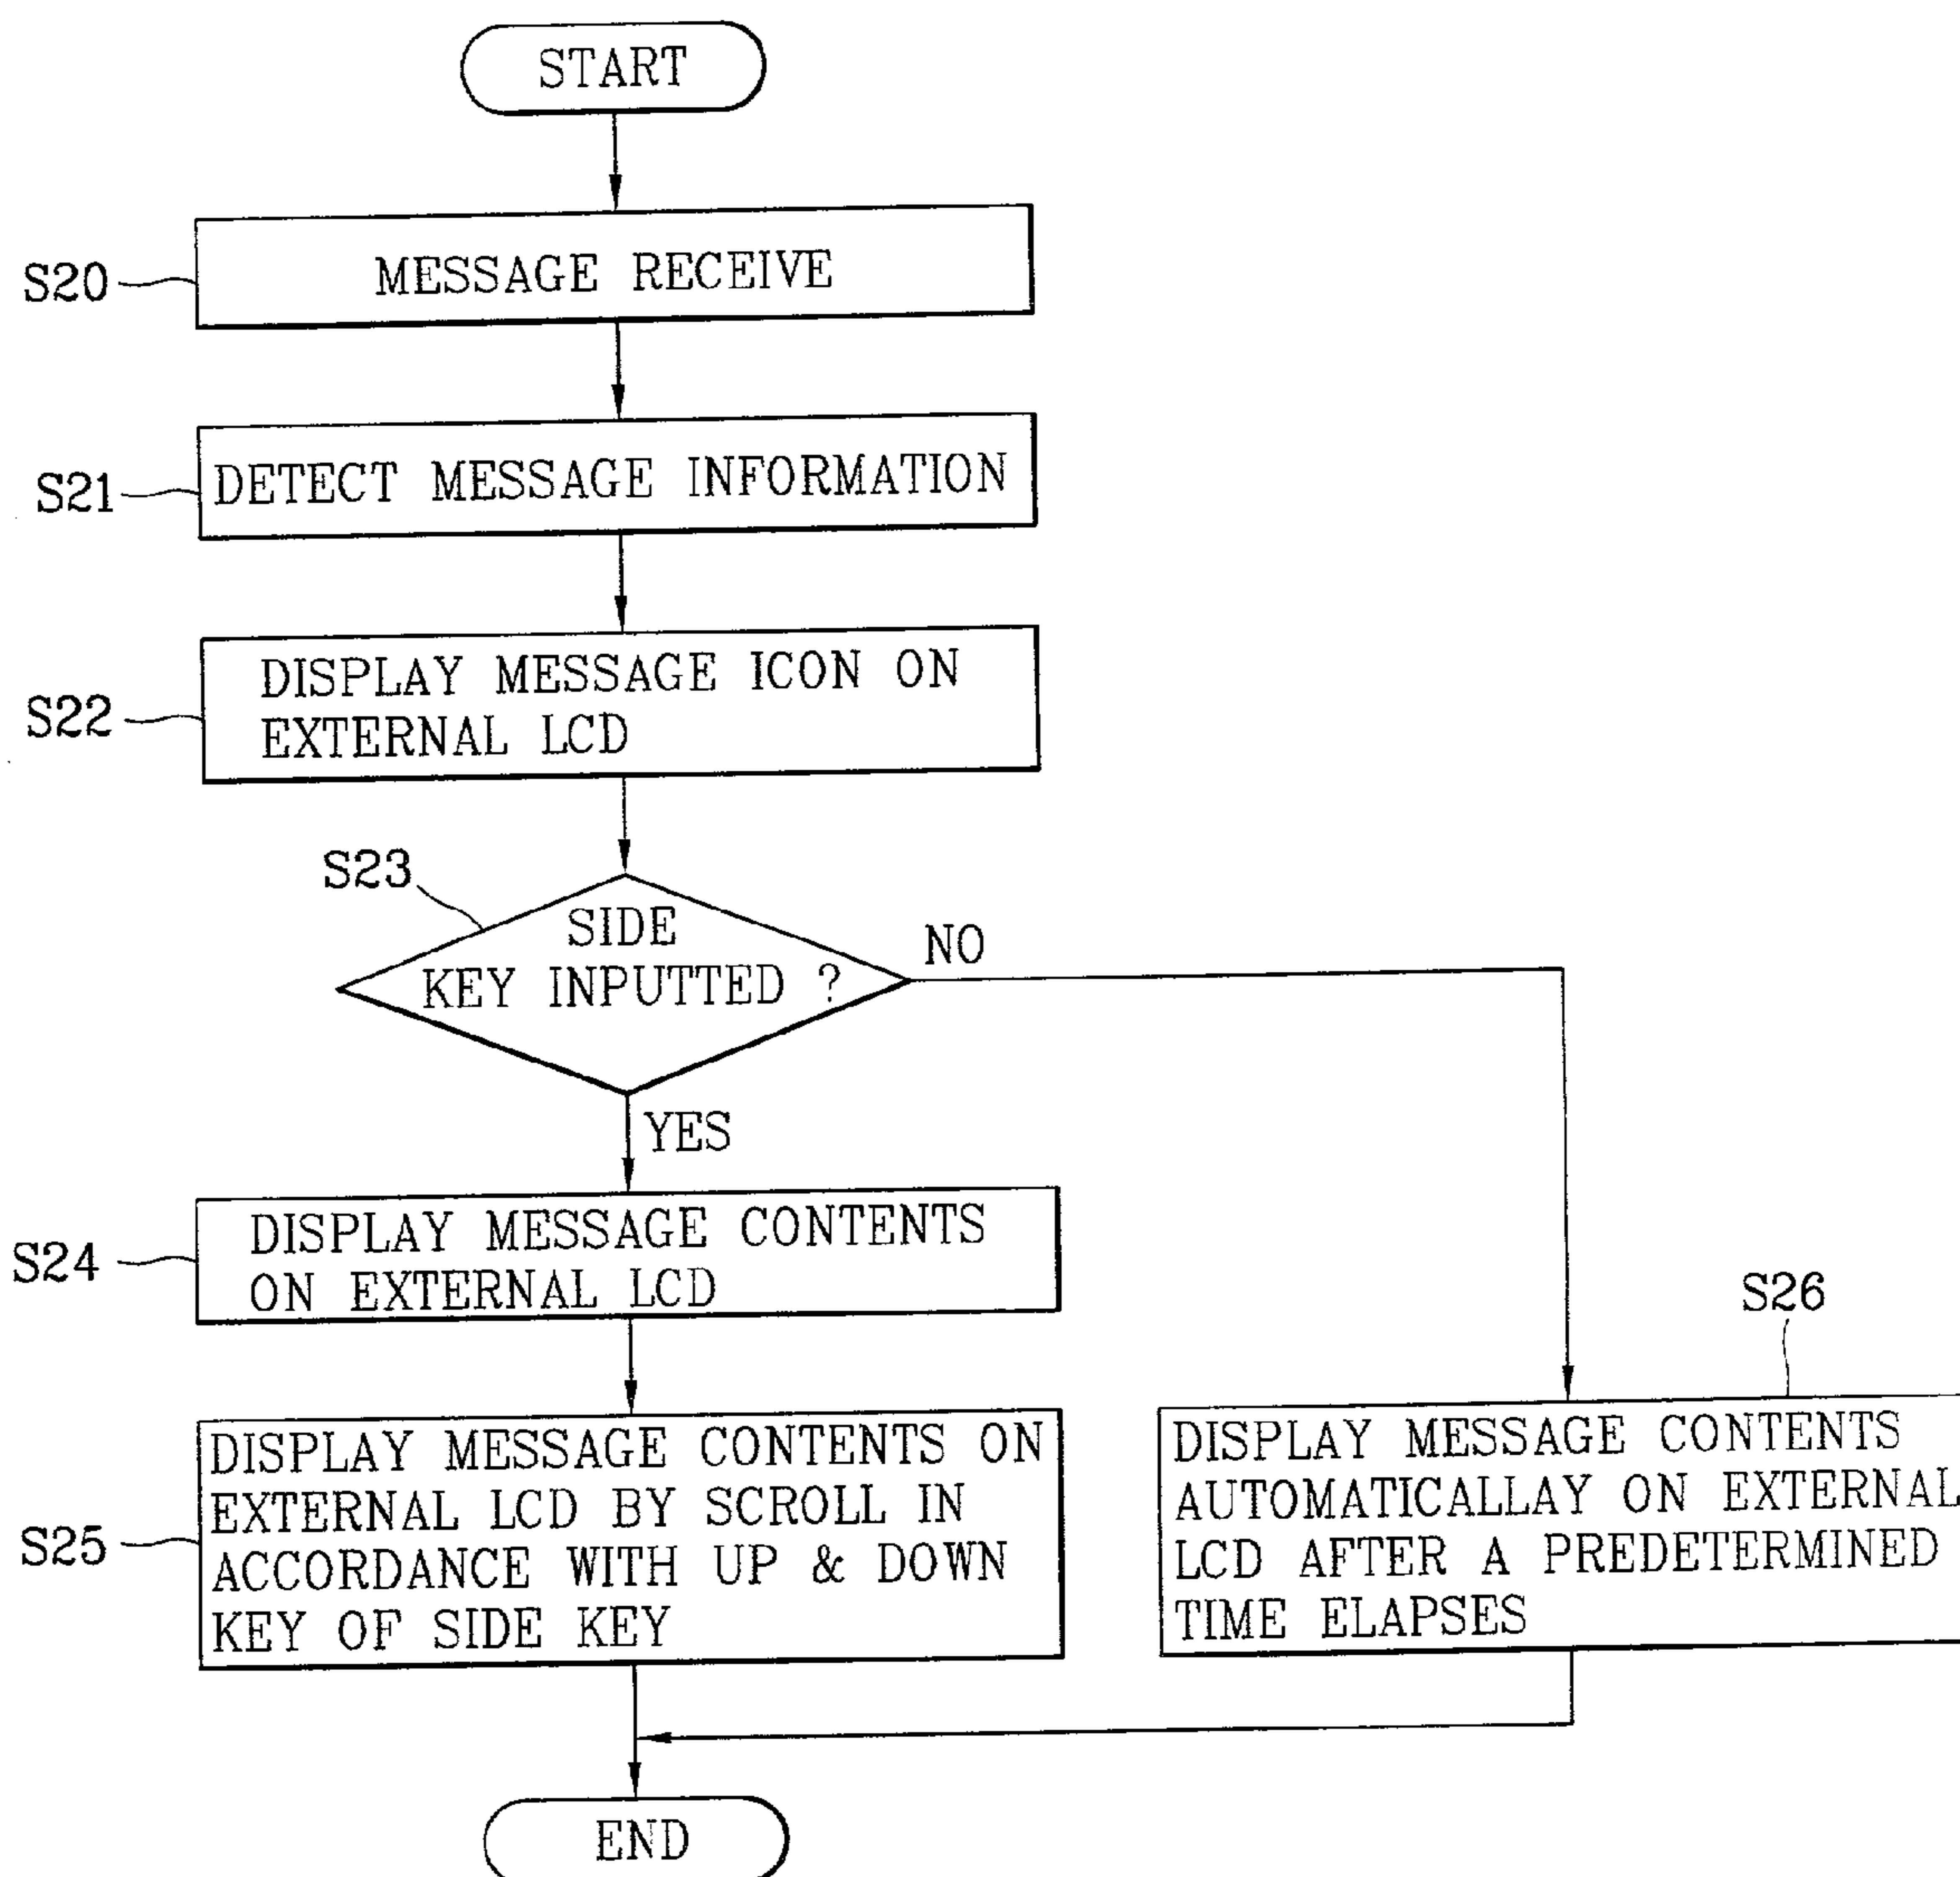 START
S20
MESSAGE RECEIVE
S21
DETECT MESSAGE INFORMATION
S22
DISPLAY MESSAGE ICON ON
EXTERNAL LCD
S23
SIDE
KEY INPUTTED ?
NO
YES
S24
DISPLAY MESSAGE CONTENTS
ON EXTERNAL LCD
S25
DISPLAY MESSAGE CONTENTS ON
EXTERNAL LCD BY SCROLL IN
ACCORDANCE WITH UP & DOWN
KEY OF SIDE KEY
S26
DISPLAY MESSAGE CONTENTS
AUTOMATICALLAY ON EXTERNAL
LCD AFTER A PREDETERMINED
TIME ELAPSES
END